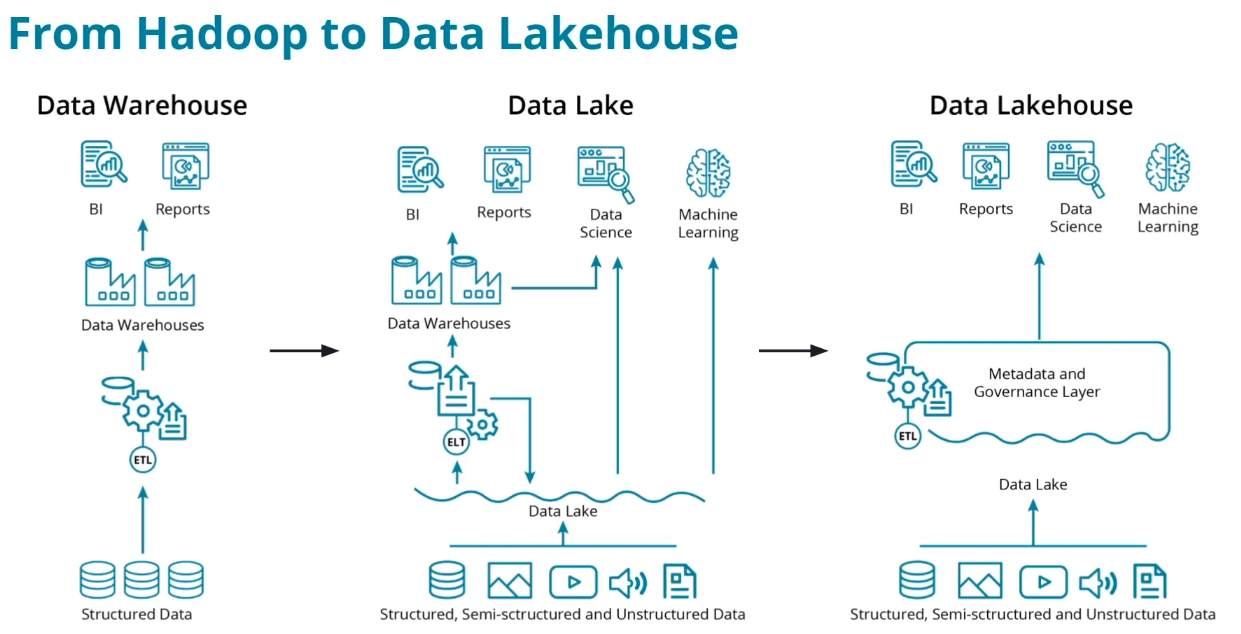 From Hadoop to Data Lakehouse
Data Warehouse
BI
Reports
Data Warehouses
ETL
Structured Data
Data Lake
BI
Reports
Data
Science
Machine
Learning
Data Warehouses
ELT
Data Lake
Structured, Semi-sctructured and Unstructured Data
Data Lakehouse
BI
Reports
Data
Science
Machine
Learning
Metadata and
Governance Layer
ETL
Data Lake
Structured, Semi-sctructured and Unstructured Data